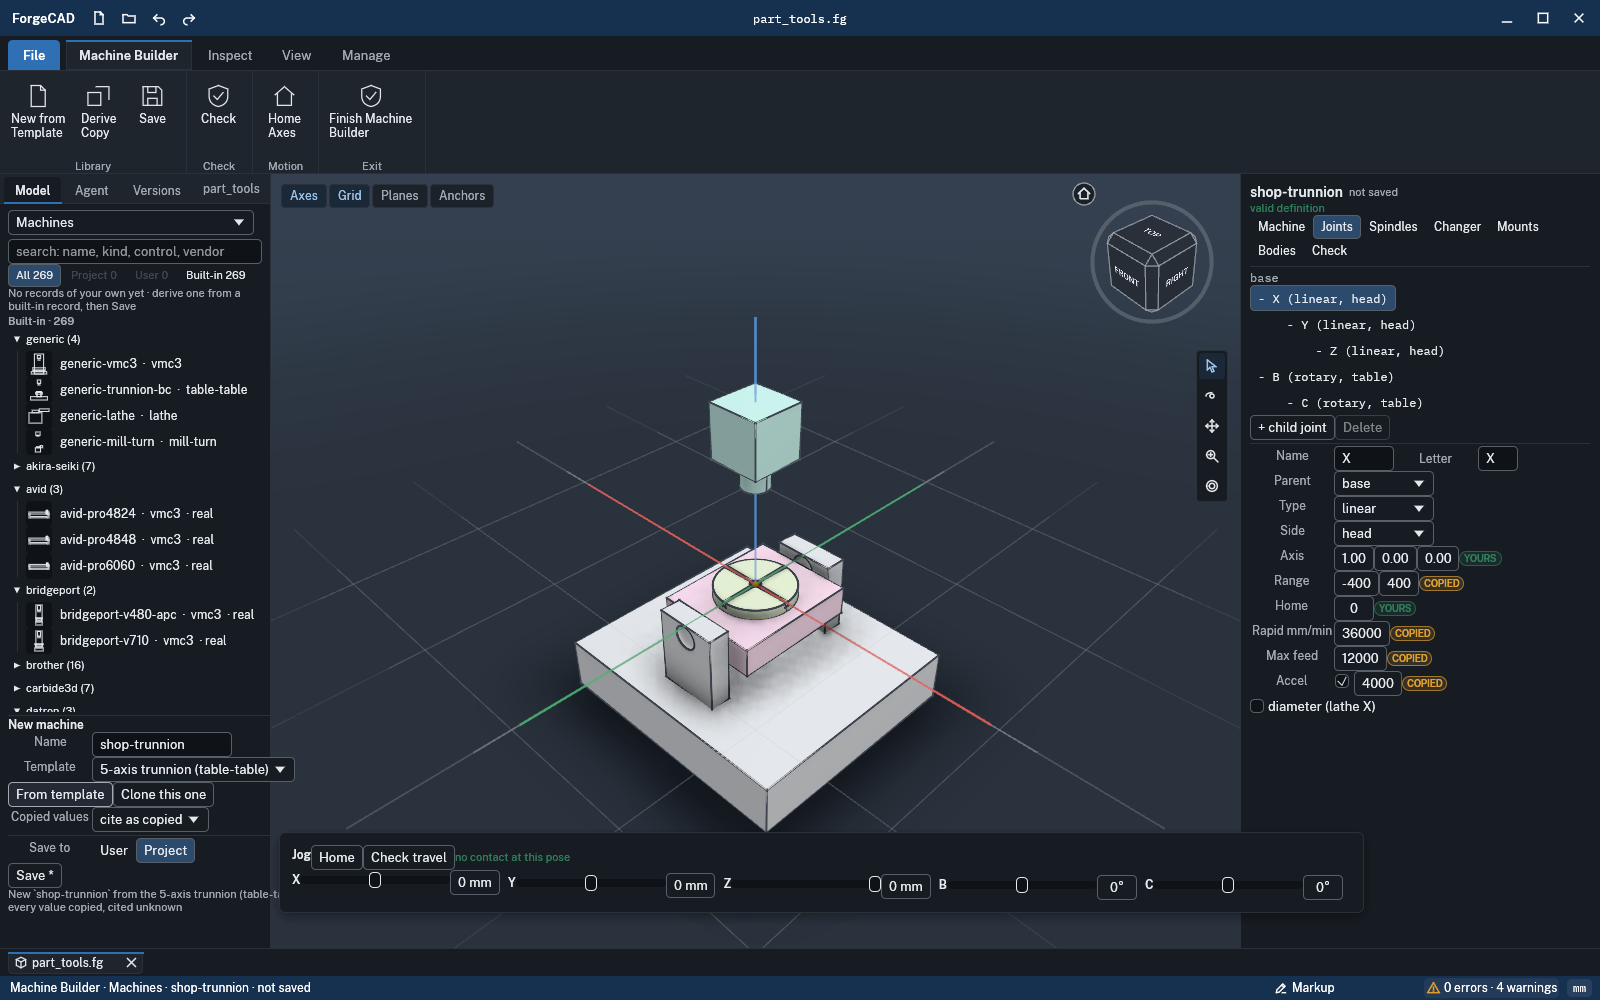 ForgeCAD
part_tools.fg
File
Machine Builder
Inspect
View
Manage
New from
Template
Derive
Copy
Save
Check
Home
Axes
Finish Machine
Builder
Library
Check
Motion
Exit
Model
Agent
Versions
part_tools
Machines
search: name, kind, control, vendor
All 269
Project 0
User 0
Built-in 269
No records of your own yet · derive one from a
built-in record, then Save
Built-in · 269
generic (4)
generic-vmc3 · vmc3
generic-trunnion-bc · table-table
generic-lathe · lathe
generic-mill-turn · mill-turn
akira-seiki (7)
avid (3)
avid-pro4824 · vmc3 · real
avid-pro4848 · vmc3 · real
avid-pro6060 · vmc3 · real
bridgeport (2)
bridgeport-v480-apc · vmc3 · real
bridgeport-v710 · vmc3 · real
brother (16)
carbide3d (7)
datron (3)
New machine
Name
shop-trunnion
Template
5-axis trunnion (table-table)
From template
Clone this one
Copied values
cite as copied
Save to
User
Project
Save *
New `shop-trunnion` from the 5-axis trunnion (table-t
every value copied, cited unknown
Axes
Grid
Planes
Anchors
TOP
FRONT
RIGHT
Jog
Home
Check travel
no contact at this pose
X
0 mm
Y
0 mm
Z
0 mm
B
0°
C
0°
shop-trunnion not saved
valid definition
Machine
Joints
Spindles
Changer
Mounts
Bodies
Check
base
- X (linear, head)
- Y (linear, head)
- Z (linear, head)
- B (rotary, table)
- C (rotary, table)
+ child joint
Delete
Name
X
Letter
X
Parent
base
Type
linear
Side
head
Axis
1.00
0.00
0.00
YOURS
Range
-400
400
COPIED
Home
0
YOURS
Rapid mm/min
36000
COPIED
Max feed
12000
COPIED
Accel
4000
COPIED
diameter (lathe X)
part_tools.fg
Machine Builder · Machines · shop-trunnion · not saved
Markup
0 errors · 4 warnings
mm